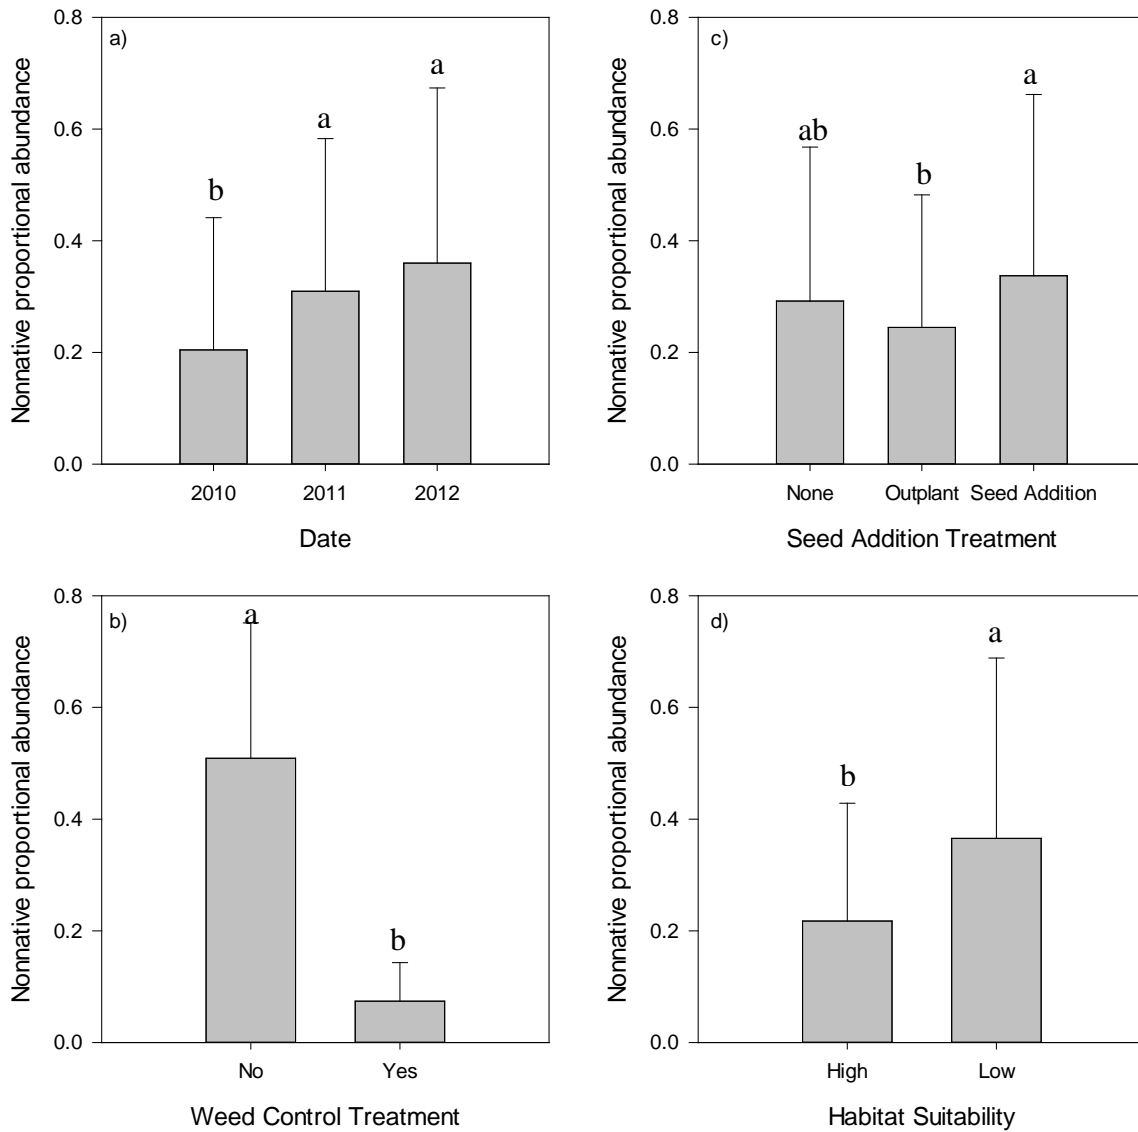 a)
Nonnative proportional abundance
0.8
0.6
0.4
0.2
0.0
b
a
a
2010 2011 2012
Date
c)
Nonnative proportional abundance
0.8
0.6
0.4
0.2
0.0
ab
b
a
None Outplant Seed Addition
Seed Addition Treatment
b)
Nonnative proportional abundance
0.8
0.6
0.4
0.2
0.0
a
b
No Yes
Weed Control Treatment
d)
Nonnative proportional abundance
0.8
0.6
0.4
0.2
0.0
b
a
High Low
Habitat Suitability